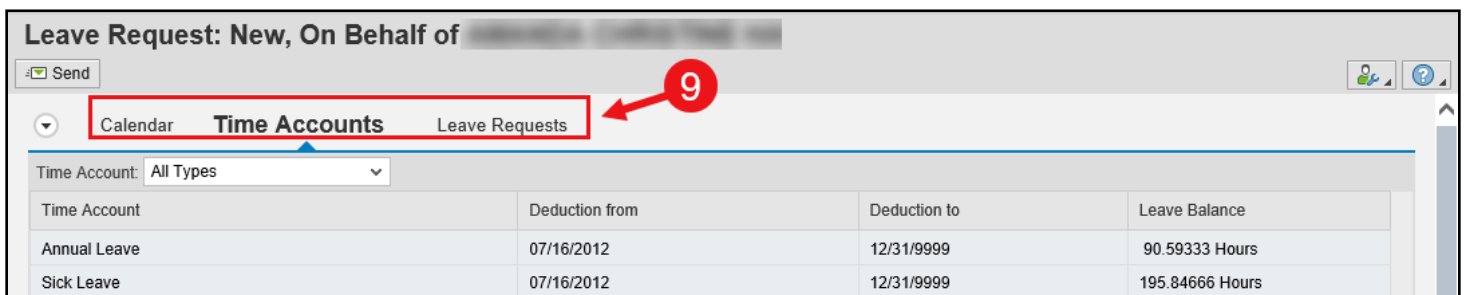 Leave Request: New, On Behalf of
Send
9
Calendar Time Accounts Leave Requests
Time Account: All Types
Time Account Deduction from Deduction to Leave Balance
Annual Leave 07/16/2012 12/31/9999 90.59333 Hours
Sick Leave 07/16/2012 12/31/9999 195.84666 Hours